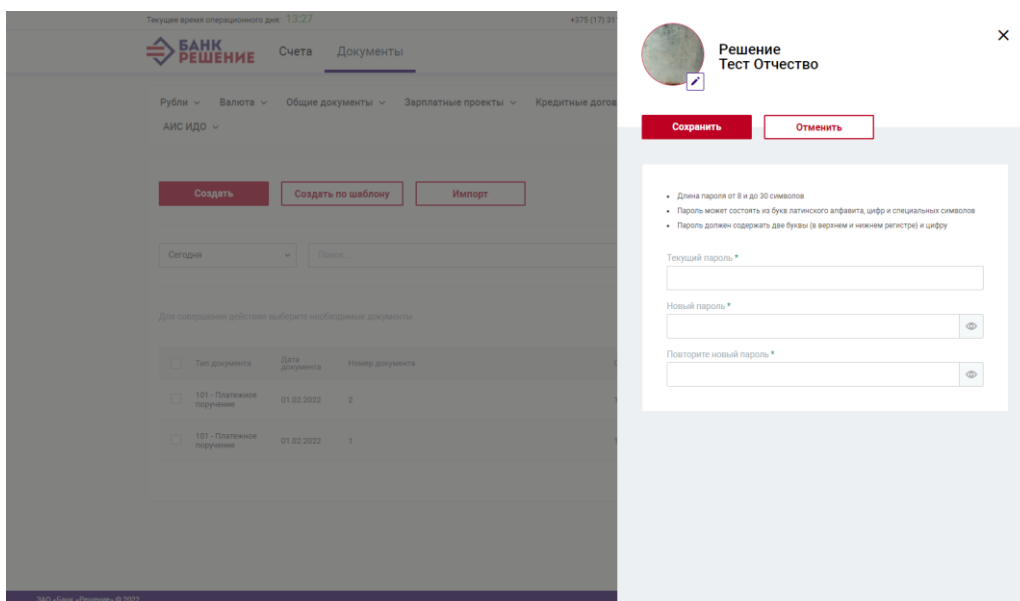 Текущее время операционного дня: 13:27
+375 (17) 31
БАНК
РЕШЕНИЕ
Счета
Документы
Рубли
Валюта
Общие документы
Зарплатные проекты
Кредитные догов
АИС ИДО
Создать
Создать по шаблону
Импорт
Сегодня
Поиск...
Для совершения действия выберите необходимые документы
Тип документа
Дата
документа
Номер документа
101 - Платежное
поручение
01.02.2022
2
101 - Платежное
поручение
01.02.2022
1
ЗАО «Банк «Решение» © 2022
Решение
Тест Отчество
Сохранить
Отменить
Длина пароля от 8 и до 30 символов
Пароль может состоять из букв латинского алфавита, цифр и специальных символов
Пароль должен содержать две буквы (в верхнем и нижнем регистре) и цифру
Текущий пароль *
Новый пароль *
Повторите новый пароль *